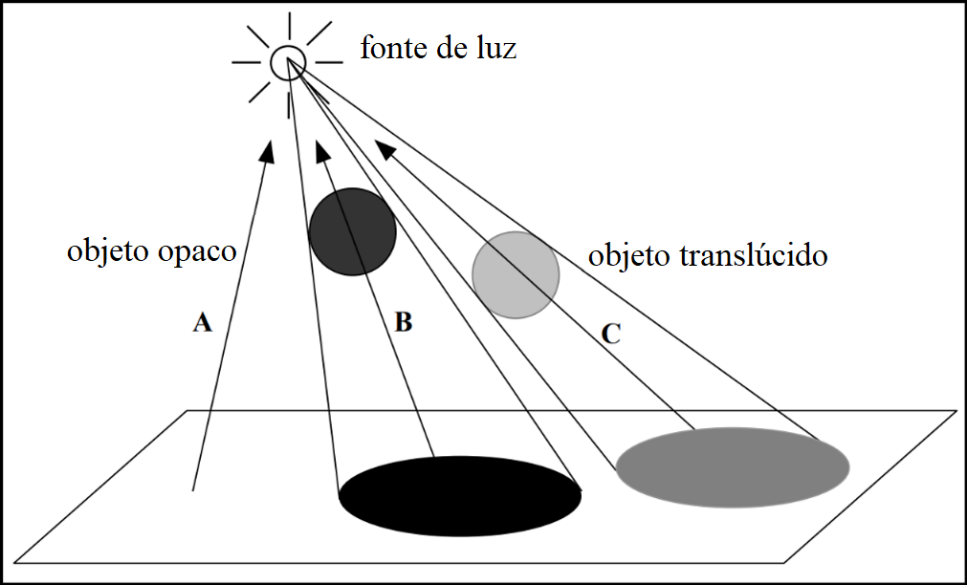 fonte de luz
objeto opaco
objeto translúcido
A
B
C